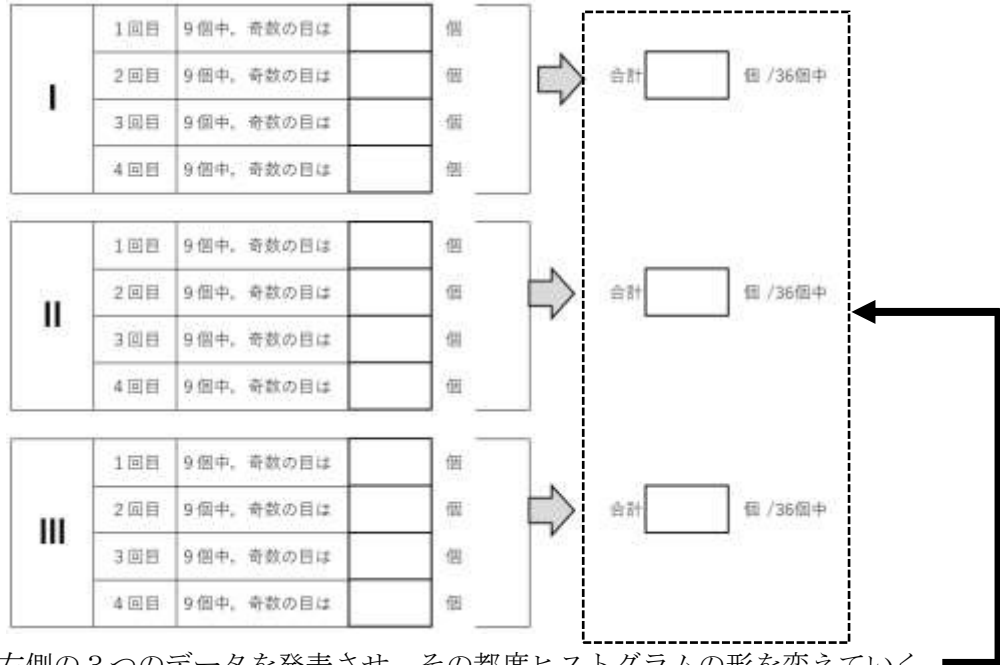 I
1回目 9個中、奇数の目は 個
2回目 9個中、奇数の目は 個
3回目 9個中、奇数の目は 個
4回目 9個中、奇数の目は 個
合計 個 /36個中
II
1回目 9個中、奇数の目は 個
2回目 9個中、奇数の目は 個
3回目 9個中、奇数の目は 個
4回目 9個中、奇数の目は 個
合計 個 /36個中
III
1回目 9個中、奇数の目は 個
2回目 9個中、奇数の目は 個
3回目 9個中、奇数の目は 個
4回目 9個中、奇数の目は 個
合計 個 /36個中
右側の3つのデータを発表させ、その都度ヒストグラムの形を変えていく